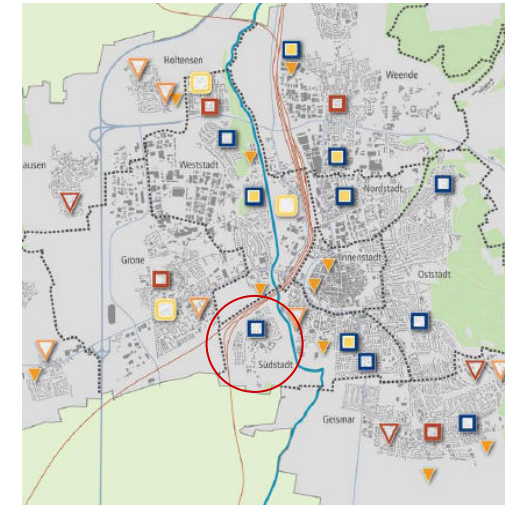 Holtensen
Weende
ausen
Weststadt
Nordstadt
Grone
Innenstadt
Oststadt
Südstadt
Geismar